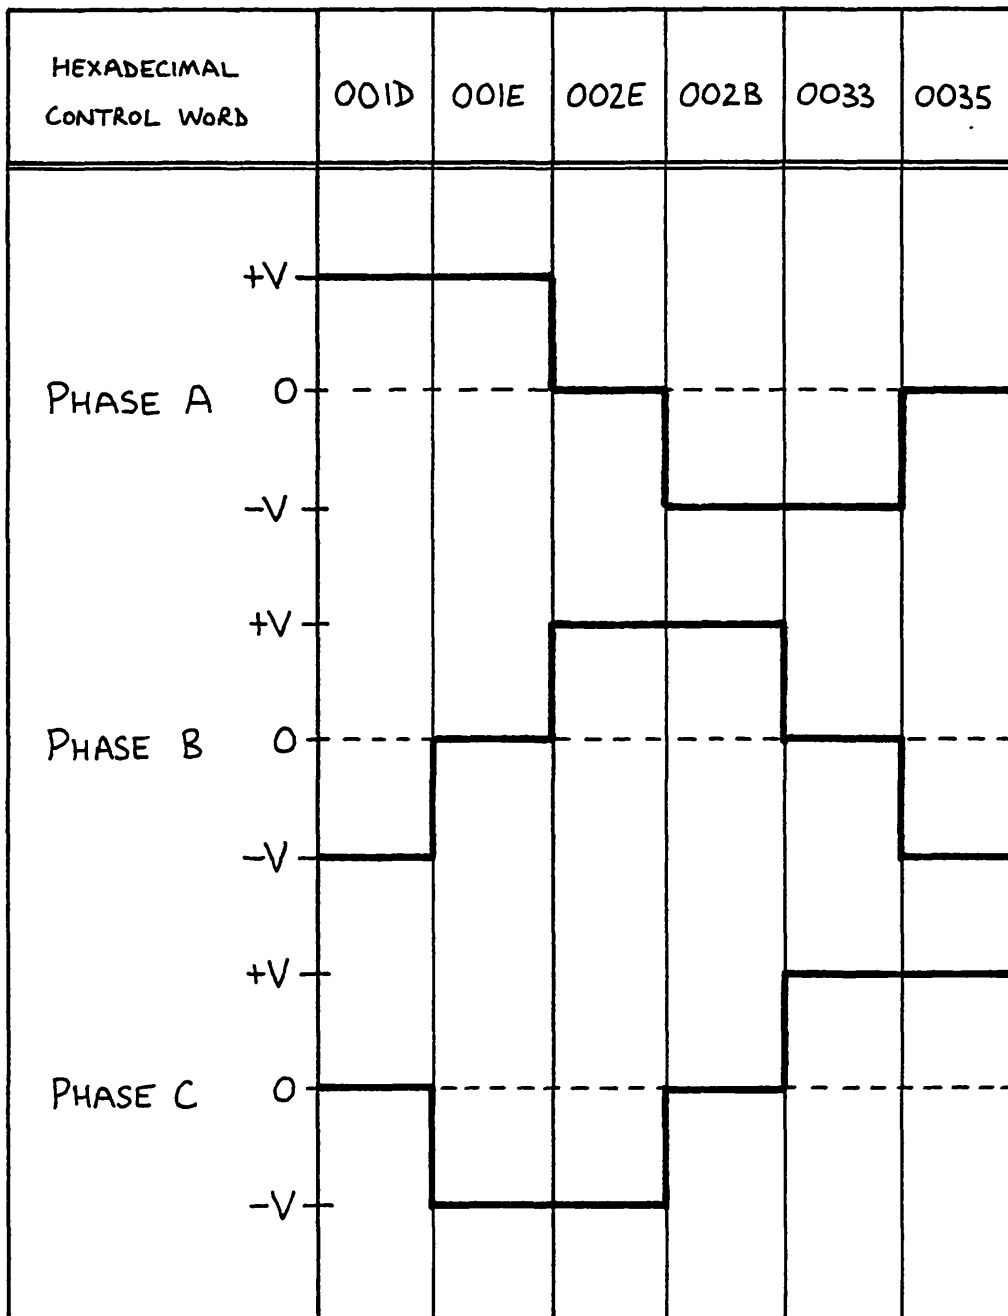 HEXADECIMAL
CONTROL WORD
001D 001E 002E 002B 0033 0035
+V
PHASE A 0
-V
+V
PHASE B 0
-V
+V
PHASE C 0
-V